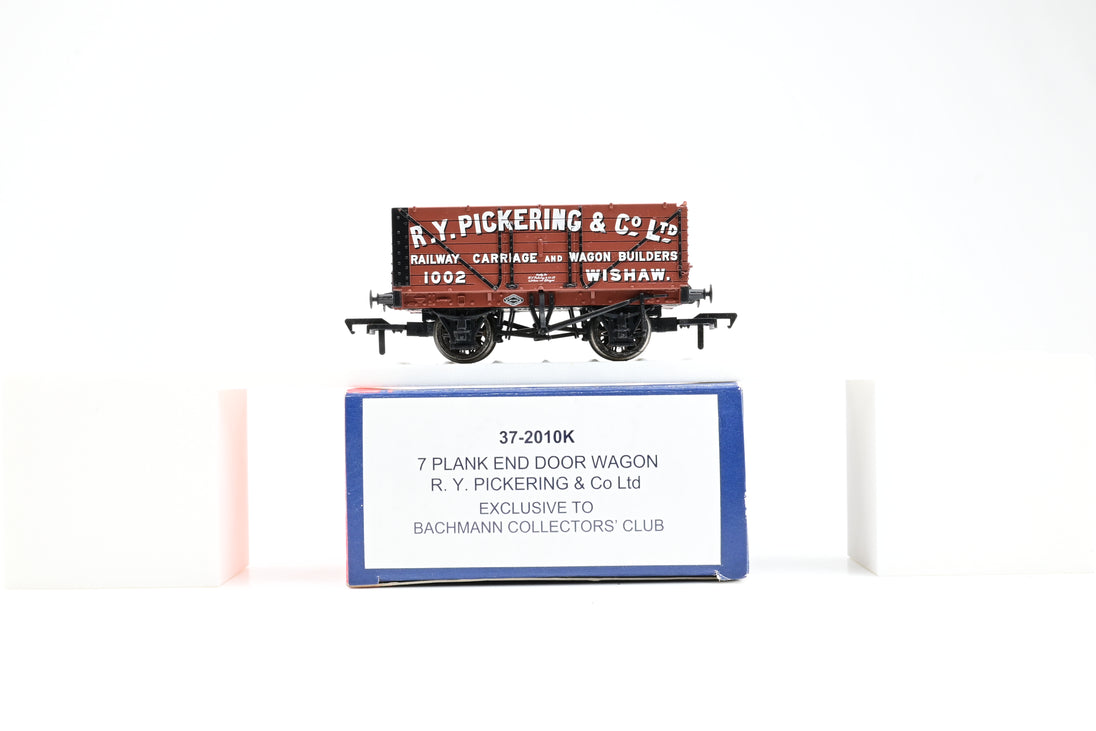 R.Y. PICKERING & Co LTD
RAILWAY CARRIAGE AND WAGON BUILDERS
1002 WISHAW.
37-2010K
7 PLANK END DOOR WAGON
R. Y. PICKERING & Co Ltd
EXCLUSIVE TO
BACHMANN COLLECTORS' CLUB